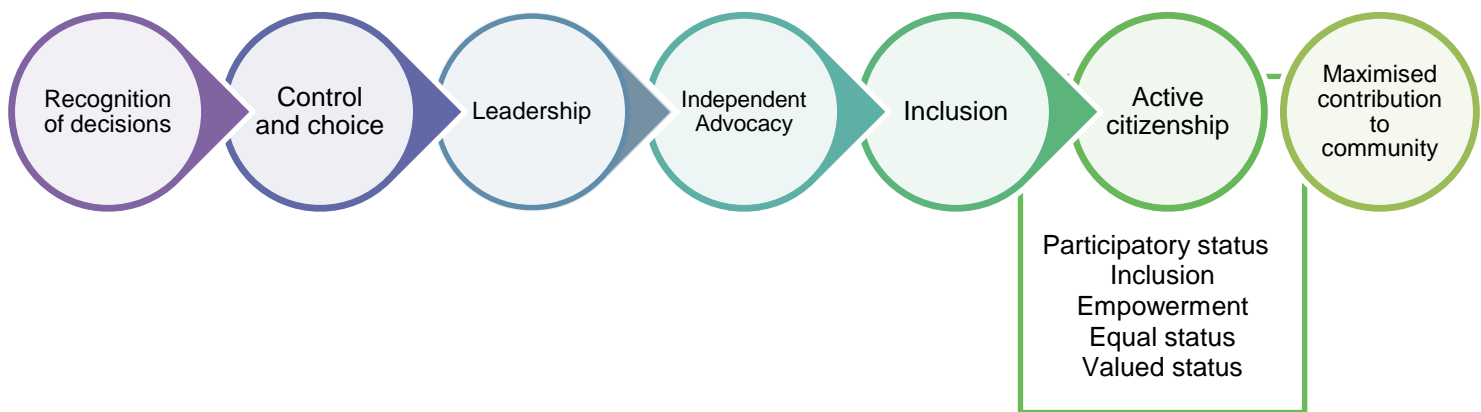 Recognition
of decisions
Control
and choice
Leadership
Independent
Advocacy
Inclusion
Active
citizenship
Maximised
contribution
to
community
Participatory status
Inclusion
Empowerment
Equal status
Valued status